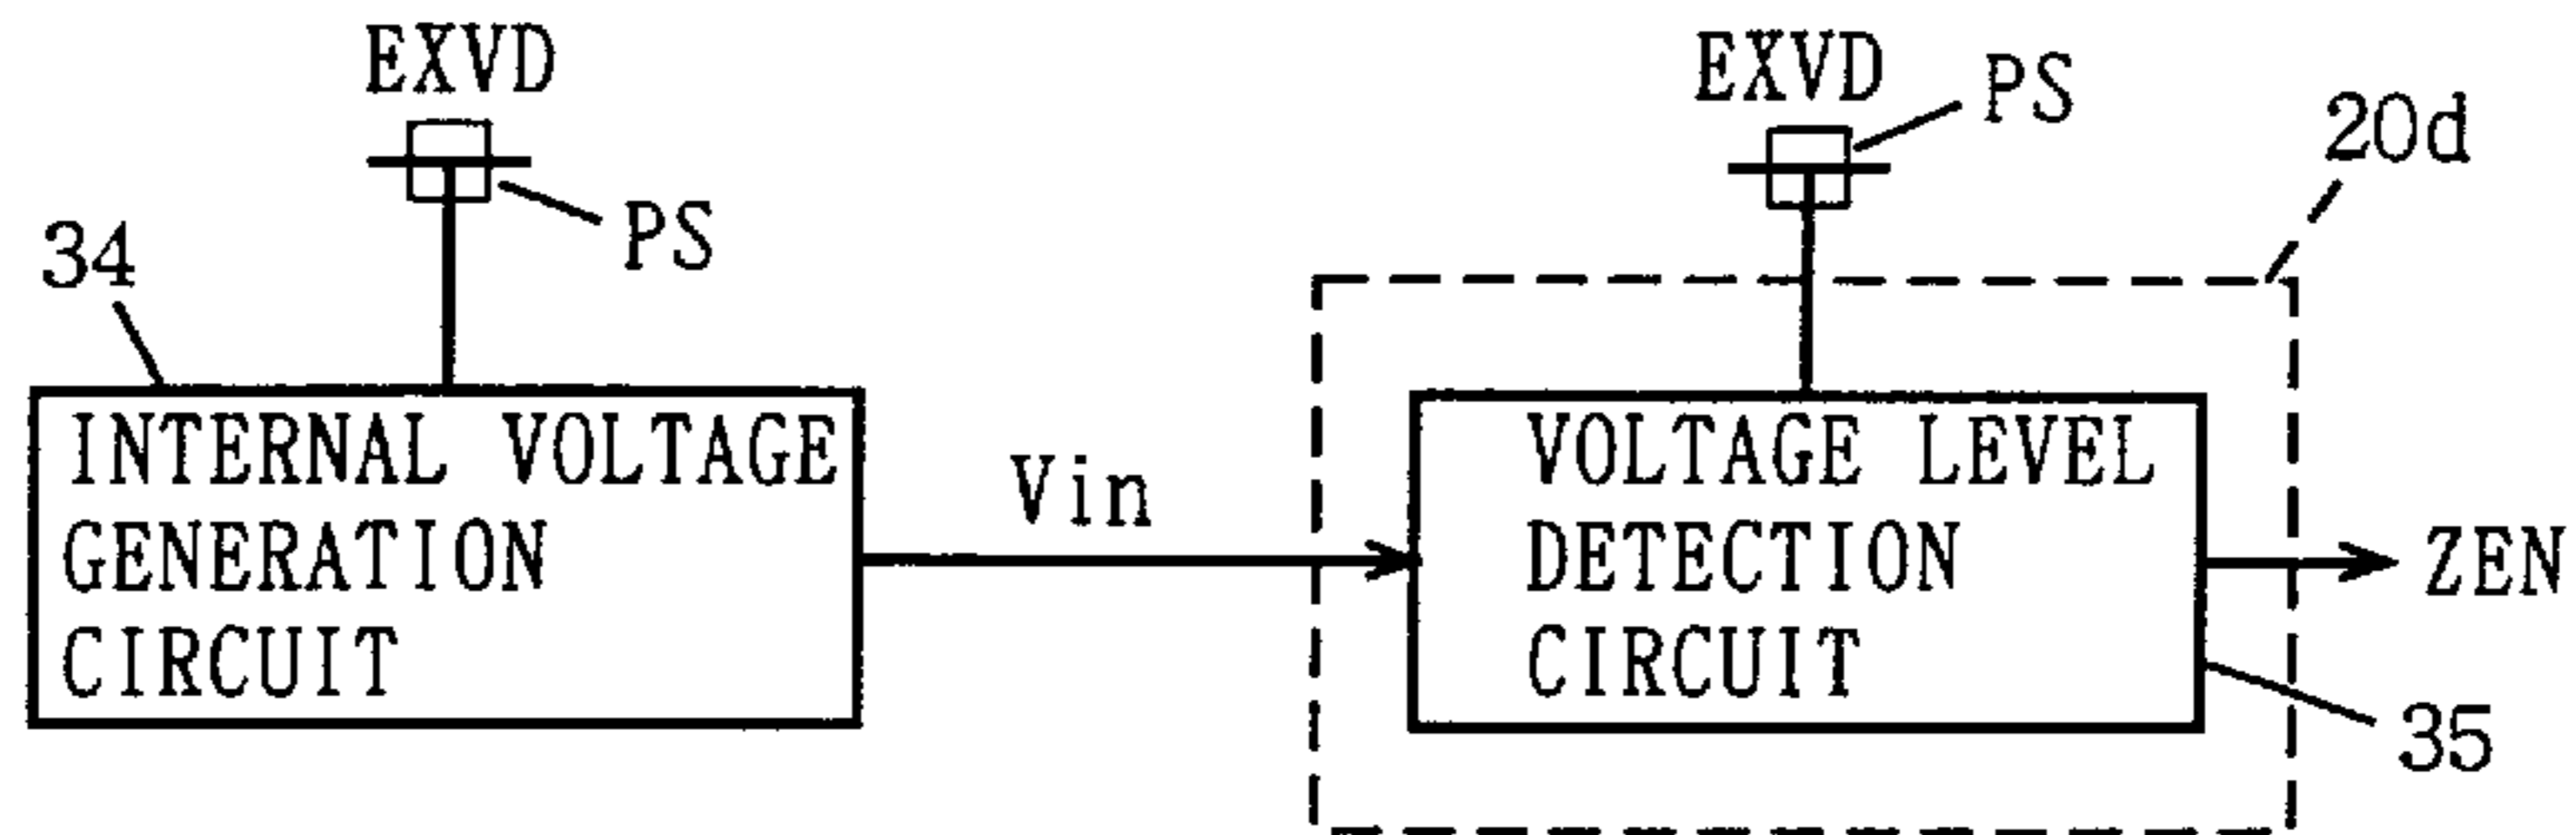 EXVD
PS
34
INTERNAL VOLTAGE
GENERATION
CIRCUIT
Vin
EXVD
PS
20d
VOLTAGE LEVEL
DETECTION
CIRCUIT
ZEN
35